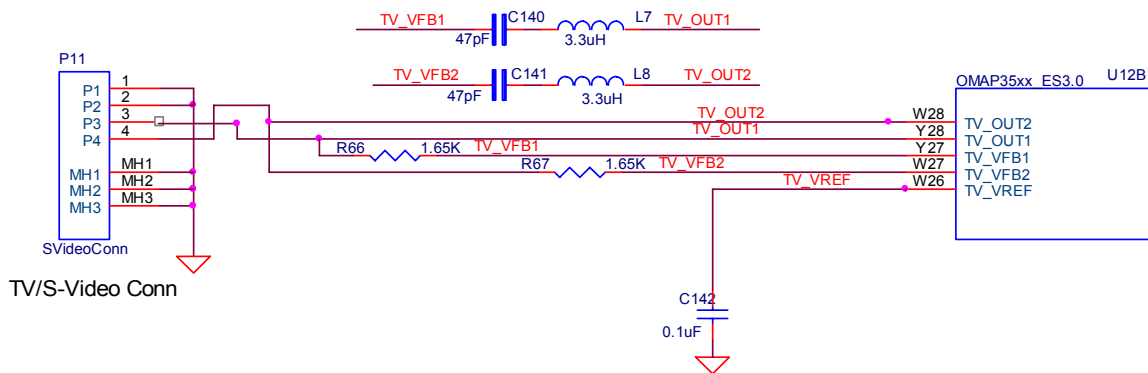 TV_VFB1 C140 L7 TV_OUT1
47pF 3.3uH
TV_VFB2 C141 L8 TV_OUT2
47pF 3.3uH
P11
P1 1
P2 2
P3 3
P4 4
MH1 MH1
MH2 MH2
MH3 MH3
SVideoConn
TV/S-Video Conn
R66 1.65K TV_VFB1
R67 1.65K TV_VFB2
TV_OUT2
TV_OUT1
TV_VREF
C142
0.1uF
OMAP35xx_ES3.0 U12B
W28 TV_OUT2
Y28 TV_OUT1
Y27 TV_VFB1
W27 TV_VFB2
W26 TV_VREF